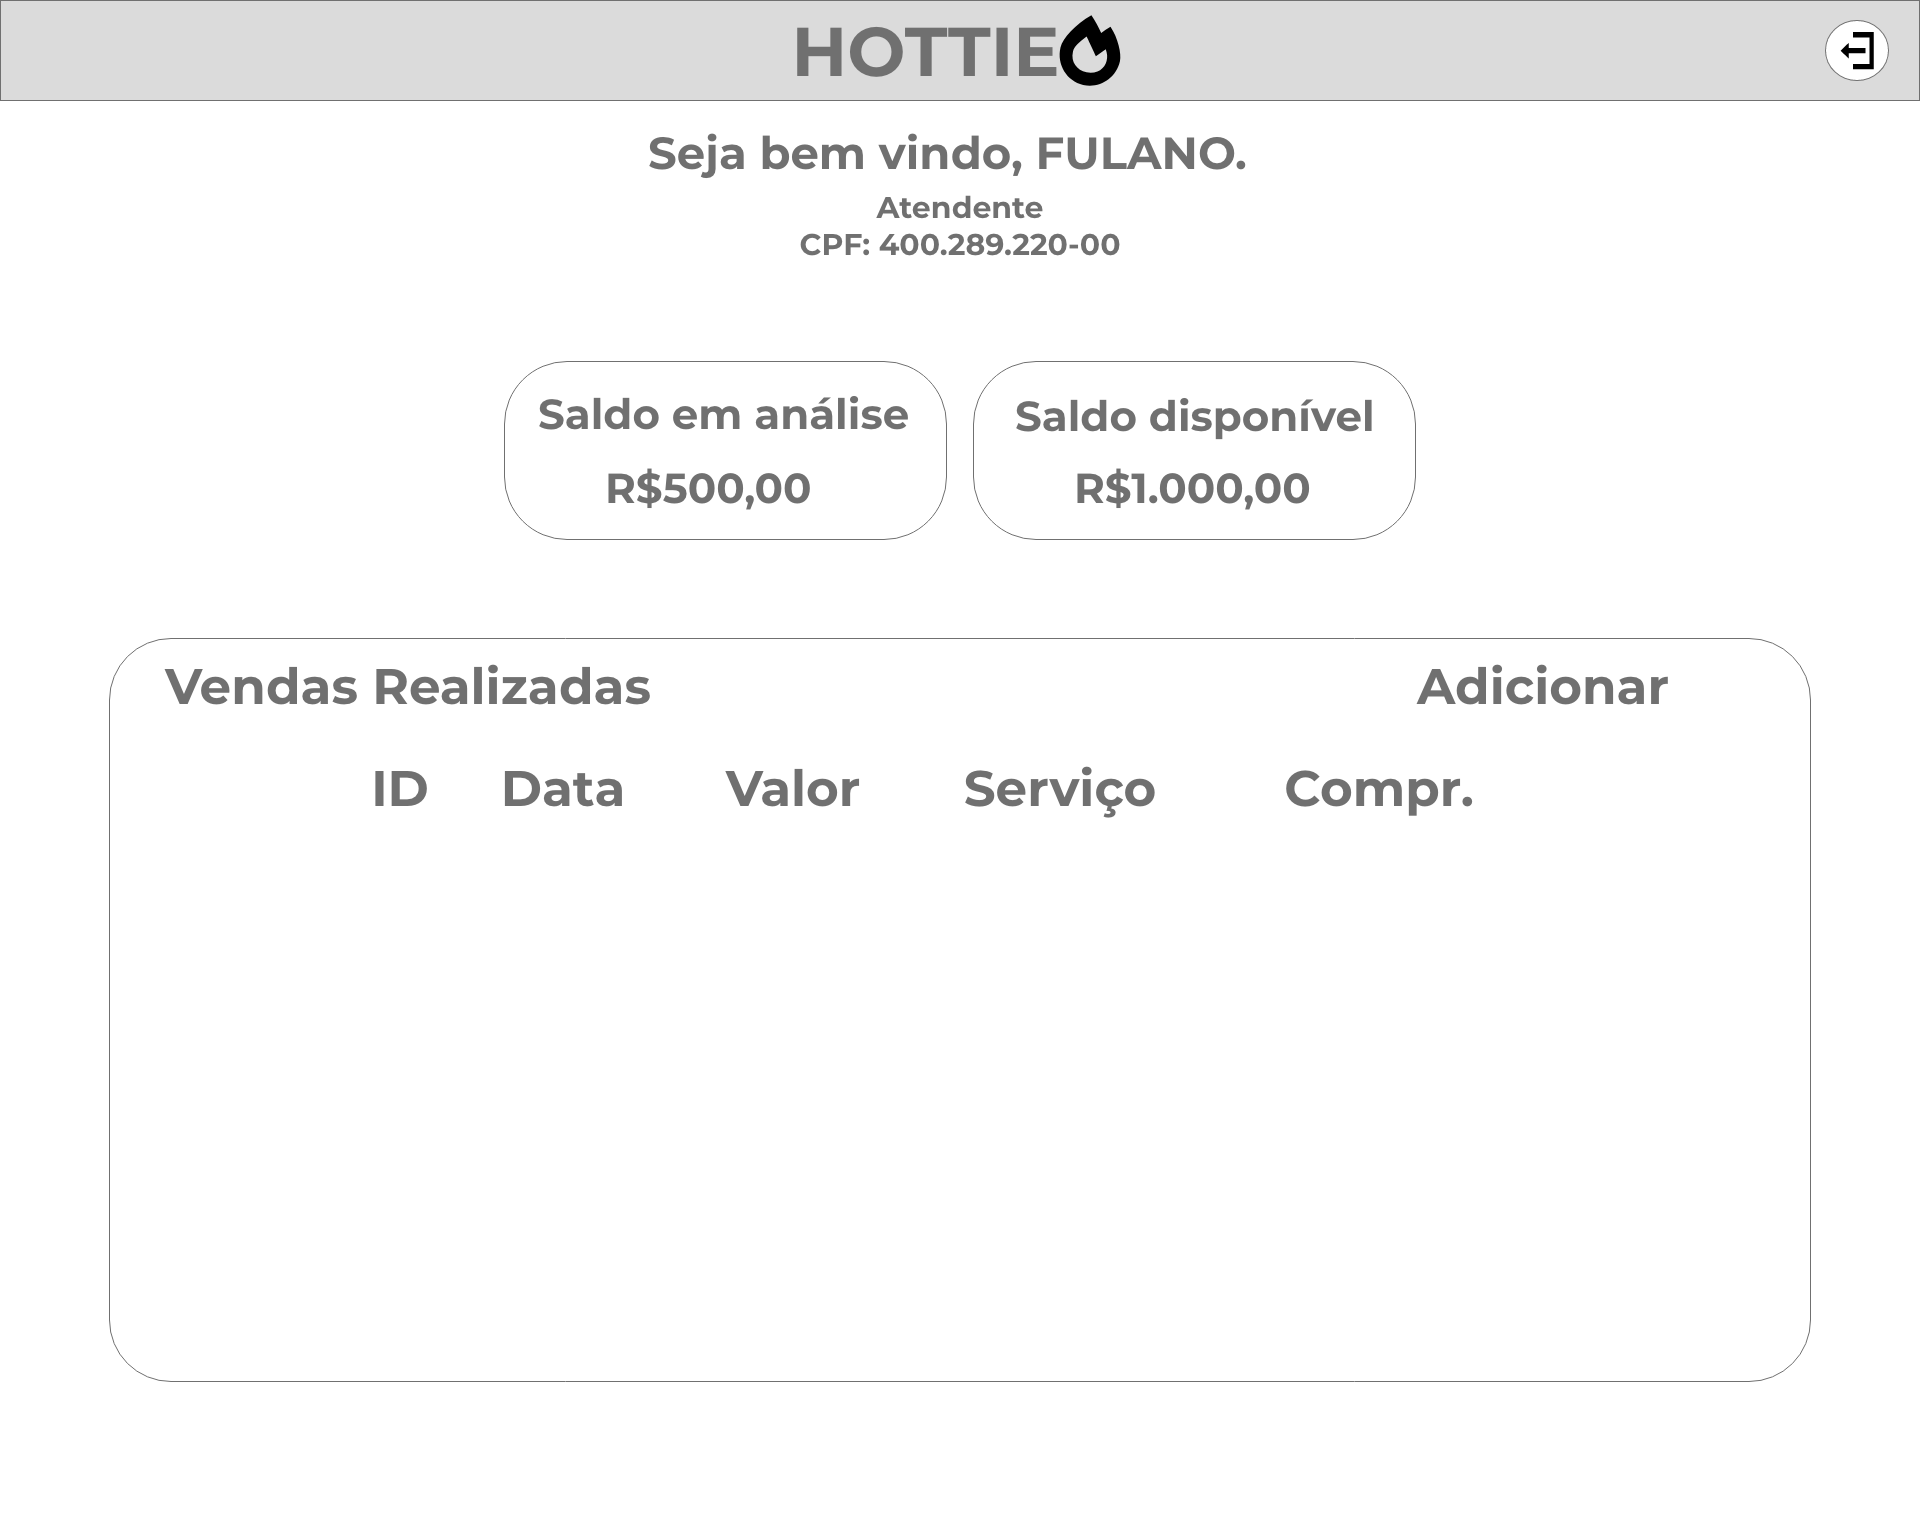 HOTTIE
Seja bem vindo, FULANO.
Atendente
CPF: 400.289.220-00
Saldo em análise
R$500,00
Saldo disponível
R$1.000,00
Vendas Realizadas
Adicionar
ID Data Valor Serviço Compr.